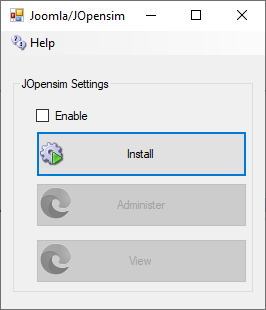 Joomla/JOpensim
Help
JOpensim Settings
Enable
Install
Administer
View